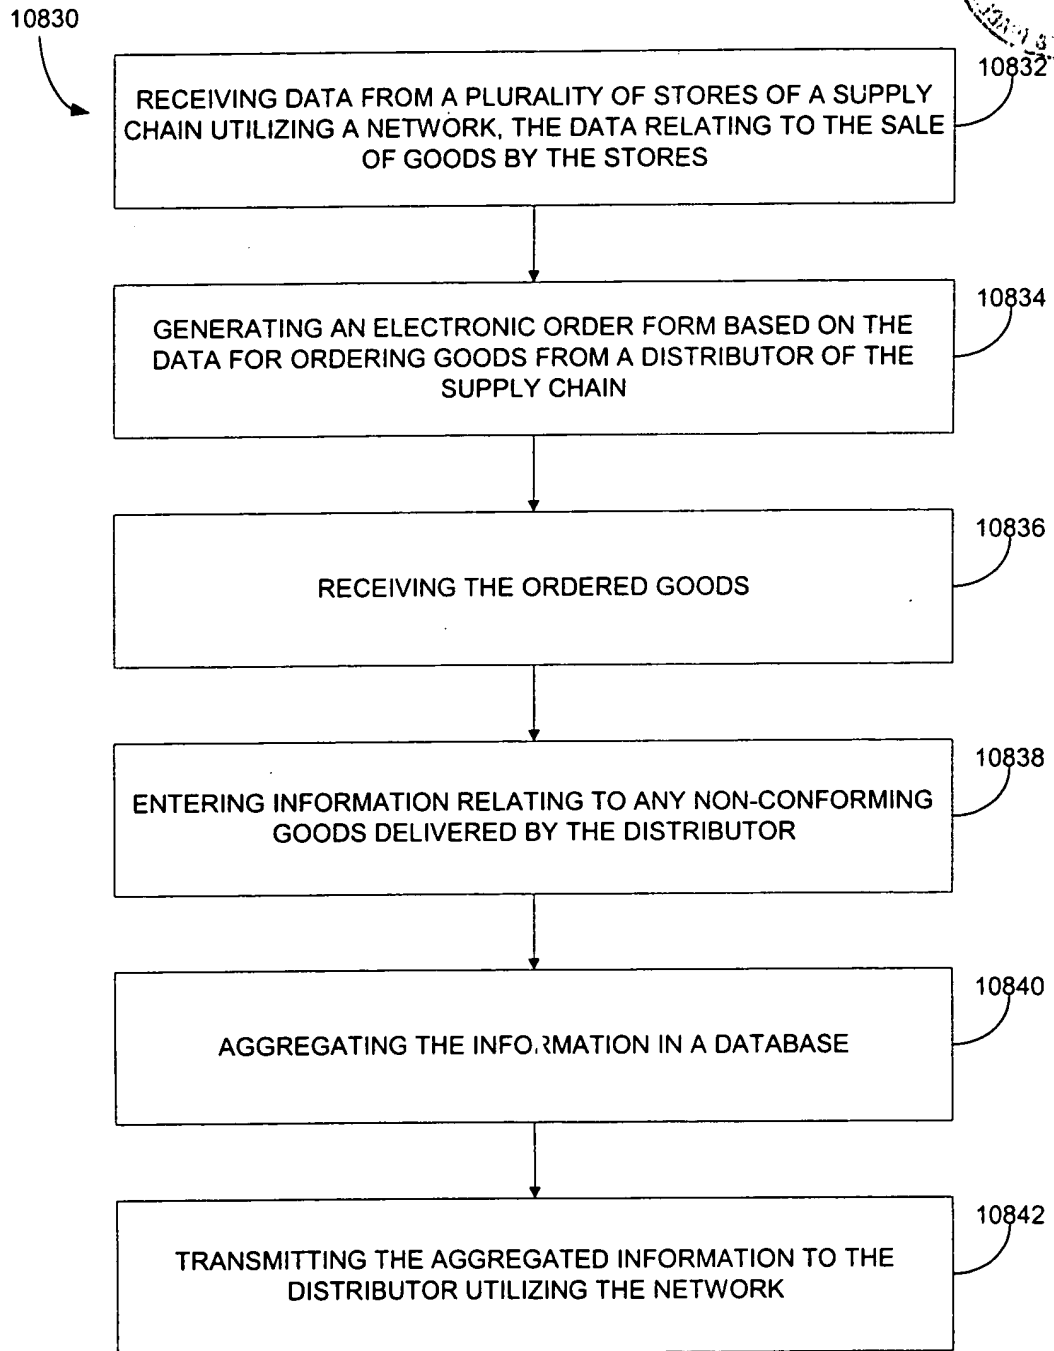 10830
10832
RECEIVING DATA FROM A PLURALITY OF STORES OF A SUPPLY
CHAIN UTILIZING A NETWORK, THE DATA RELATING TO THE SALE
OF GOODS BY THE STORES
10834
GENERATING AN ELECTRONIC ORDER FORM BASED ON THE
DATA FOR ORDERING GOODS FROM A DISTRIBUTOR OF THE
SUPPLY CHAIN
10836
RECEIVING THE ORDERED GOODS
10838
ENTERING INFORMATION RELATING TO ANY NON-CONFORMING
GOODS DELIVERED BY THE DISTRIBUTOR
10840
AGGREGATING THE INFORMATION IN A DATABASE
10842
TRANSMITTING THE AGGREGATED INFORMATION TO THE
DISTRIBUTOR UTILIZING THE NETWORK